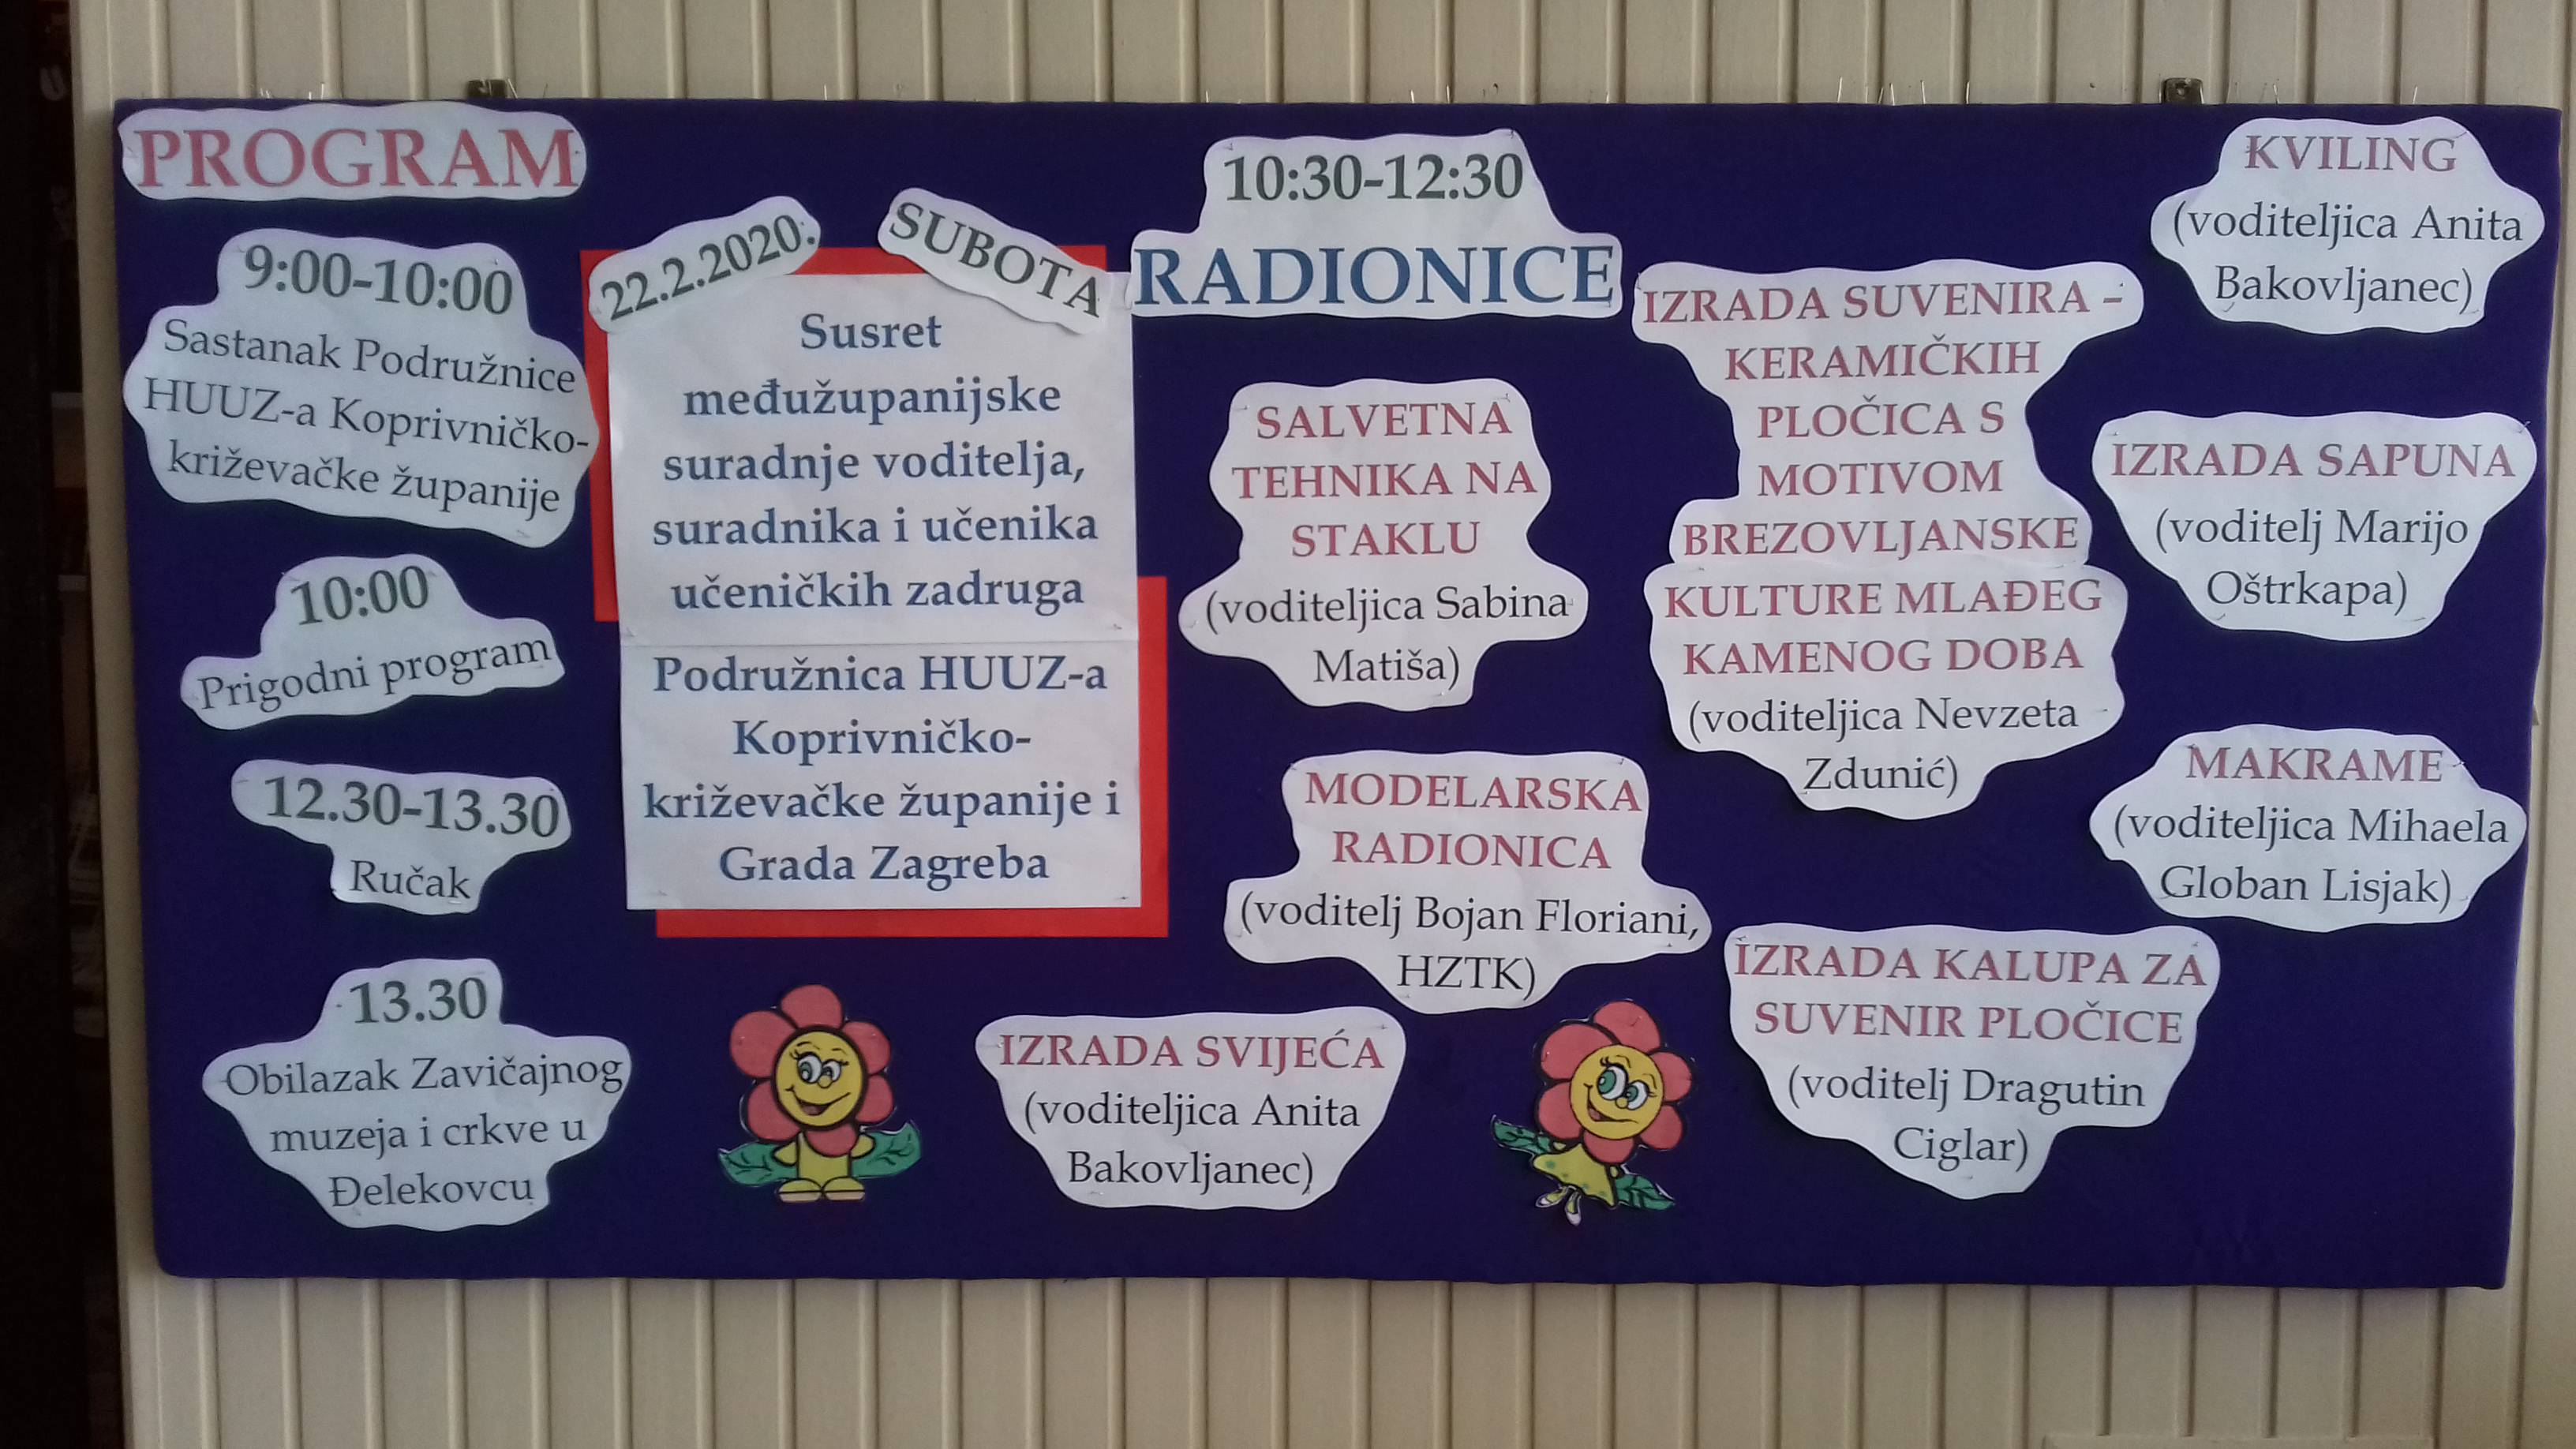 PROGRAM
9:00-10:00
Sastanak Podružnice
HUUZ-a Koprivničko-
križevačke županije
10:00
Prigodni program
12.30-13.30
Ručak
13.30
Obilazak Zavičajnog
muzeja i crkve u
Đelekovcu
22.2.2020.
SUBOTA
Susret
međužupanijske
suradnje voditelja,
suradnika i učenika
učeničkih zadruga
Podružnica HUUZ-a
Koprivničko-
križevačke županije i
Grada Zagreba
10:30-12:30
RADIONICE
SALVETNA
TEHNIKA NA
STAKLU
(voditeljica Sabina
Matiša)
MODELARSKA
RADIONICA
(voditelj Bojan Floriani,
HZTK)
IZRADA SVIJEĆA
(voditeljica Anita
Bakovljanec)
IZRADA SUVENIRA –
KERAMIČKIH
PLOČICA S
MOTIVOM
BREZOVLJANSKE
KULTURE MLAĐEG
KAMENOG DOBA
(voditeljica Nevzeta
Zdunić)
IZRADA KALUPA ZA
SUVENIR PLOČICE
(voditelj Dragutin
Ciglar)
KVILING
(voditeljica Anita
Bakovljanec)
IZRADA SAPUNA
(voditelj Marijo
Oštrkapa)
MAKRAME
(voditeljica Mihaela
Globan Lisjak)